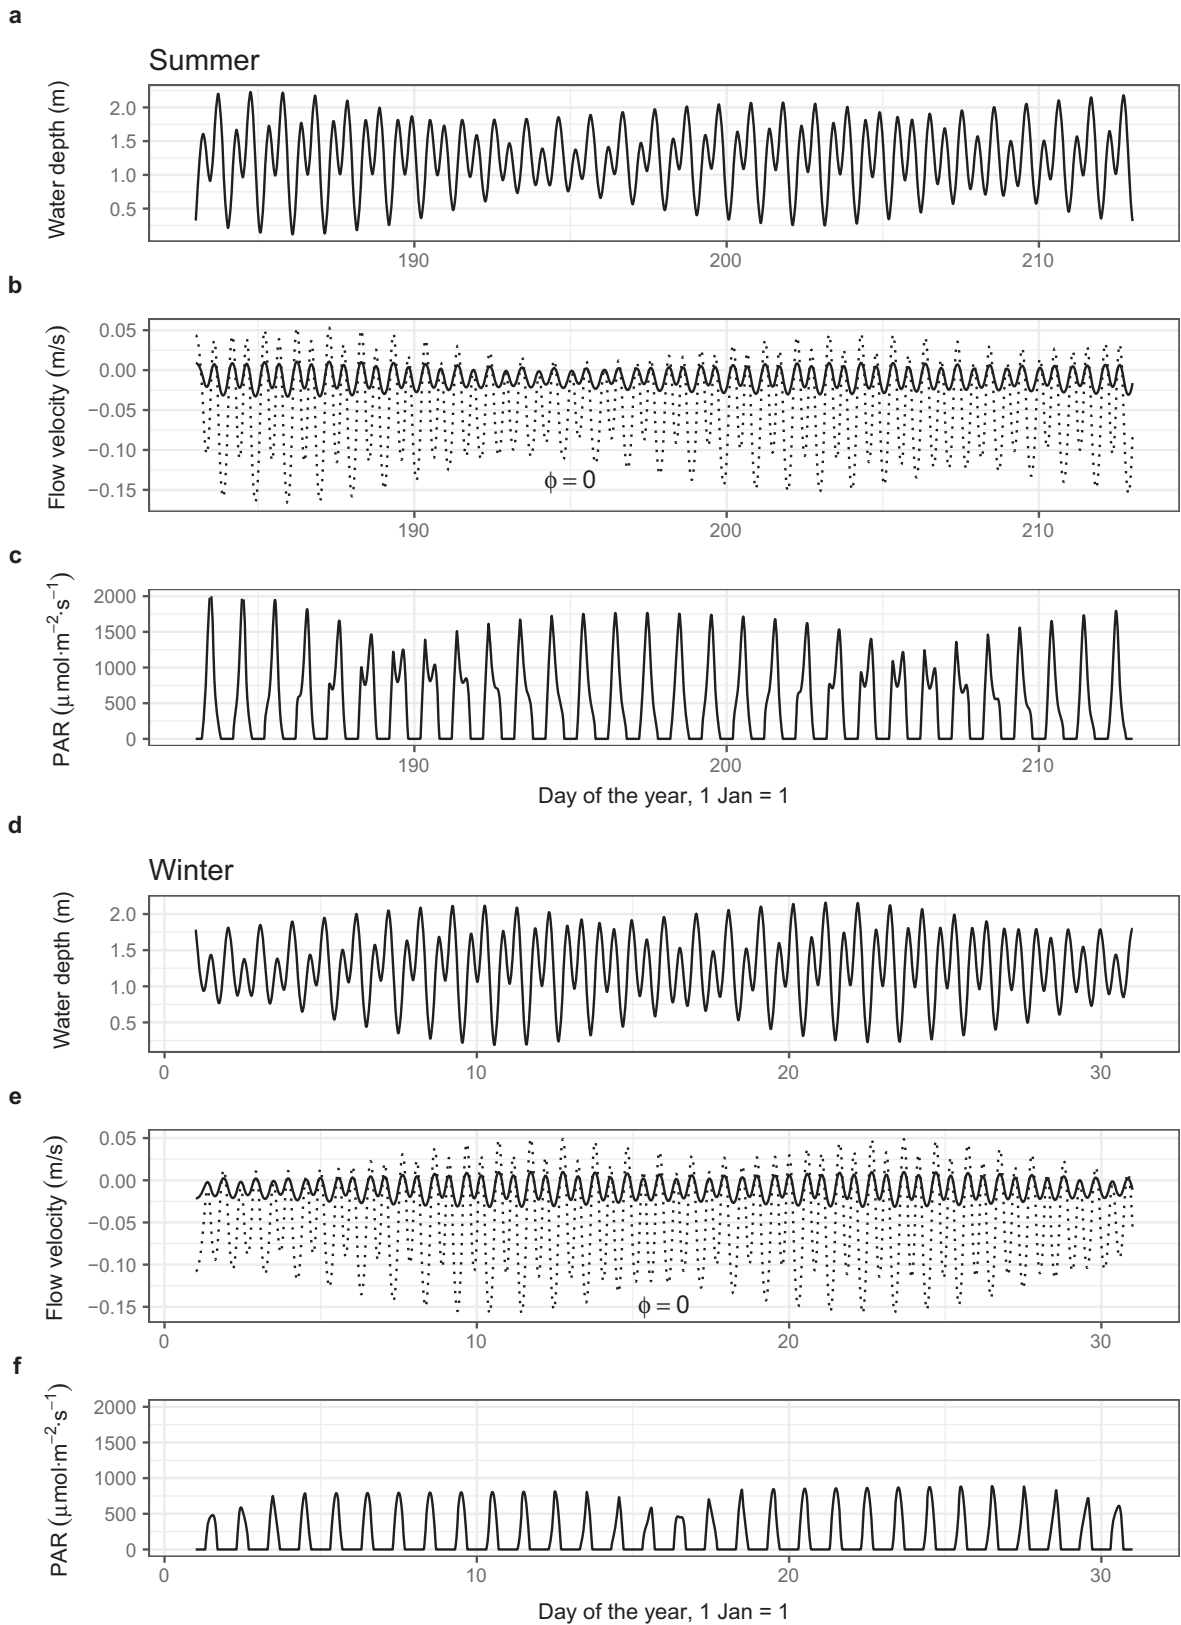 a
Summer
Water depth (m)
2.0
1.5
1.0
0.5
190
200
210
b
Flow velocity (m/s)
0.05
0.00
−0.05
−0.10
−0.15
ϕ = 0
190
200
210
c
PAR (μmol·m⁻²·s⁻¹)
2000
1500
1000
500
0
190
200
210
Day of the year, 1 Jan = 1
d
Winter
Water depth (m)
2.0
1.5
1.0
0.5
0
10
20
30
e
Flow velocity (m/s)
0.05
0.00
−0.05
−0.10
−0.15
ϕ = 0
0
10
20
30
f
PAR (μmol·m⁻²·s⁻¹)
2000
1500
1000
500
0
0
10
20
30
Day of the year, 1 Jan = 1